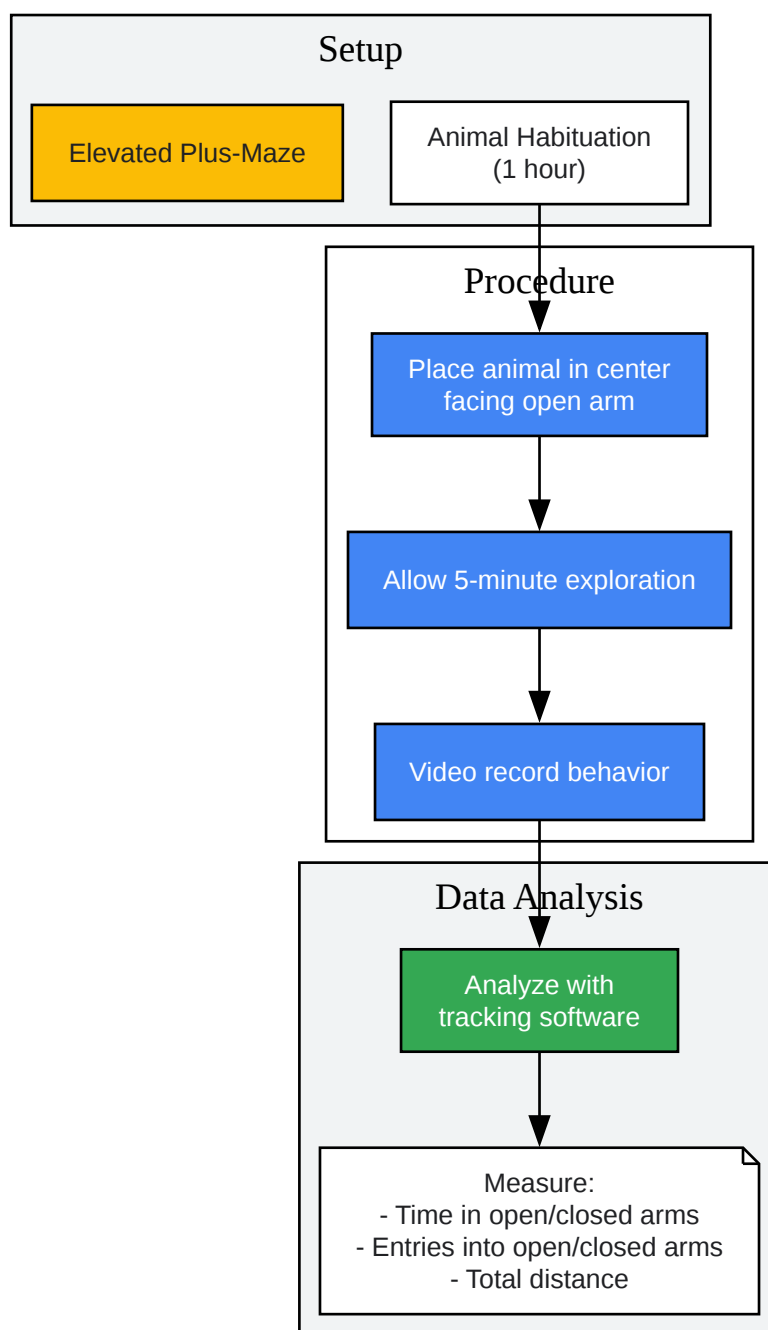 Setup
Elevated Plus-Maze
Animal Habituation
(1 hour)
Procedure
Place animal in center
facing open arm
Allow 5-minute exploration
Video record behavior
Data Analysis
Analyze with
tracking software
Measure:
- Time in open/closed arms
- Entries into open/closed arms
- Total distance